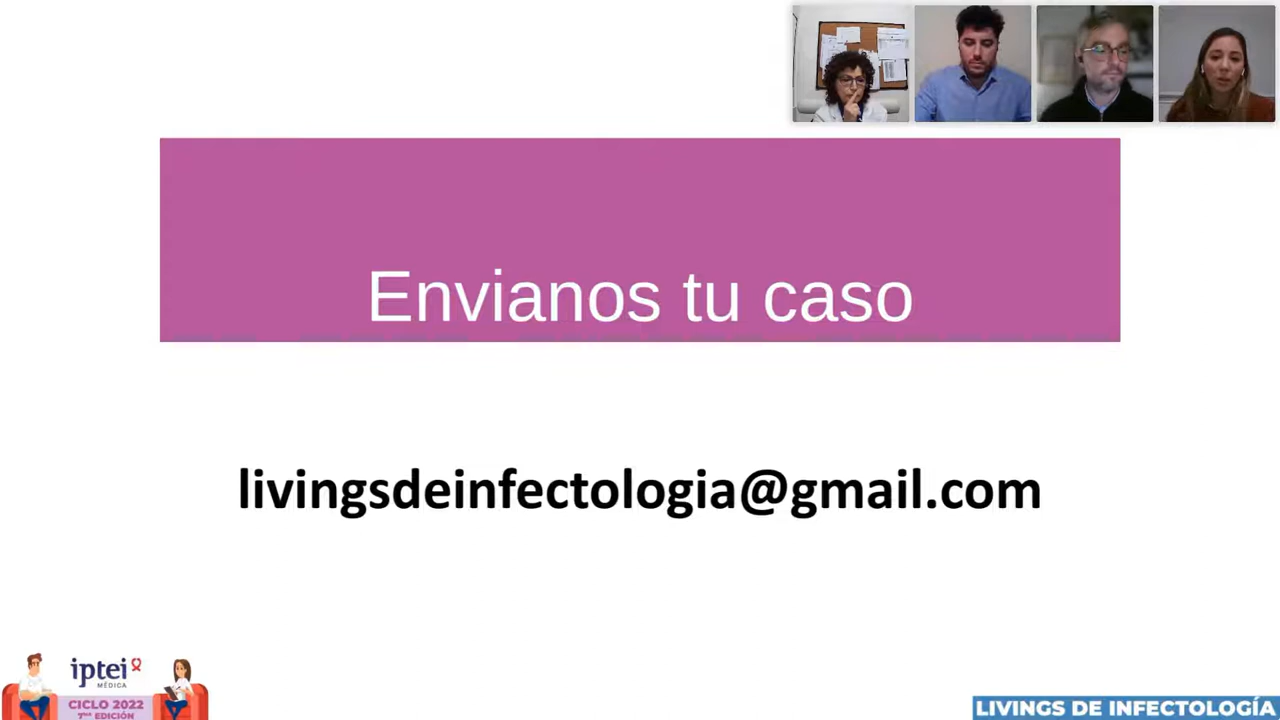 Envianos tu caso
livingsdeinfectologia@gmail.com
iptei
MÉDICA
CICLO 2022
7ma EDICIÓN
LIVINGS DE INFECTOLOGÍA